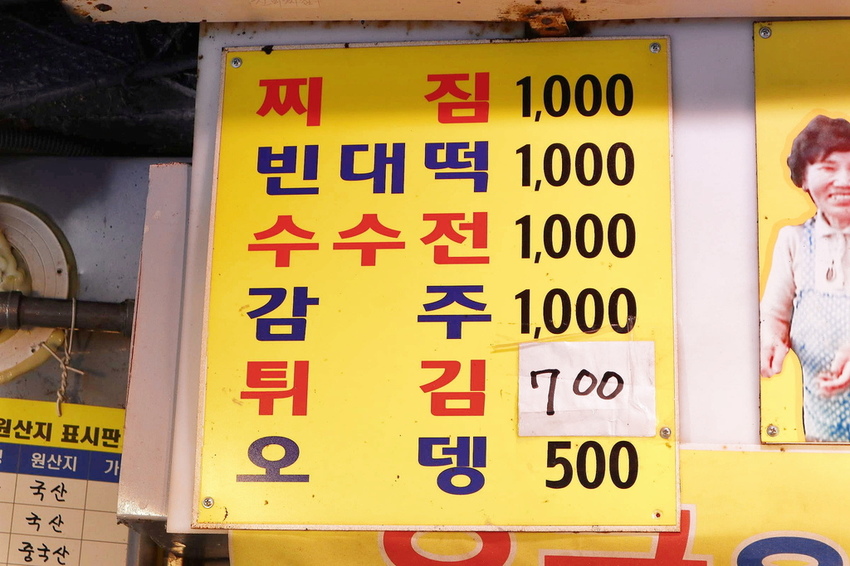 찌짐 1,000
빈대떡 1,000
수수전 1,000
감주 1,000
튀김 700
오뎅 500
원산지 표시판
원산지 가
국산
국산
중국산